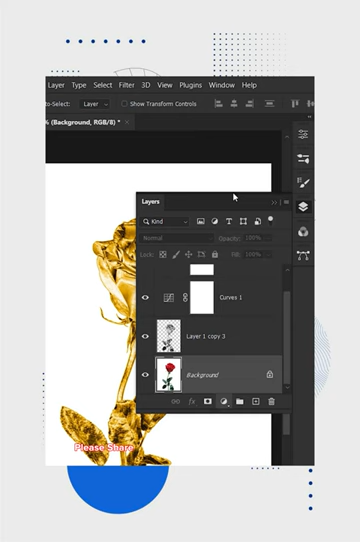 Layer Type Select Filter 3D View Plugins Window Help
to-Select: Layer Show Transform Controls
% (Background, RGB/8) *
Layers
Kind
Normal Opacity: 100%
Lock: Fill: 100%
Curves 1
Layer 1 copy 3
Background
fx
Please Share